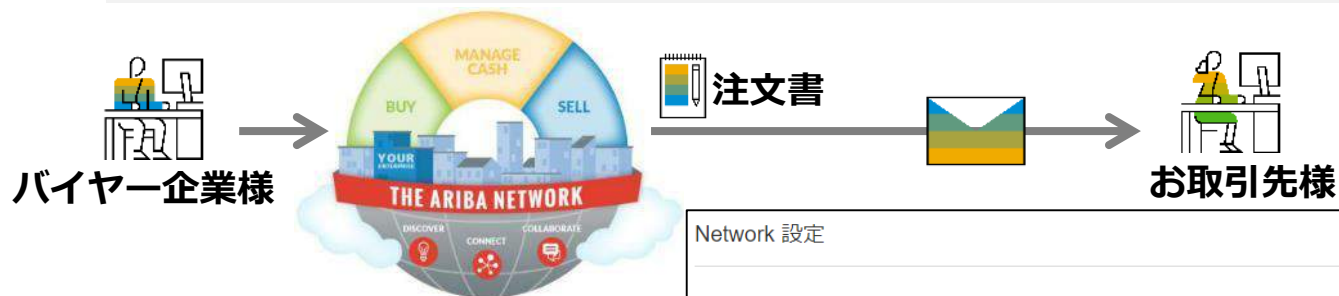 MANAGE
CASH
BUY
SELL
注文書
YOUR
ENTERPRISE
バイヤー企業様
THE ARIBA NETWORK
お取引先様
DISCOVER
CONNECT
COLLABORATE
Network 設定